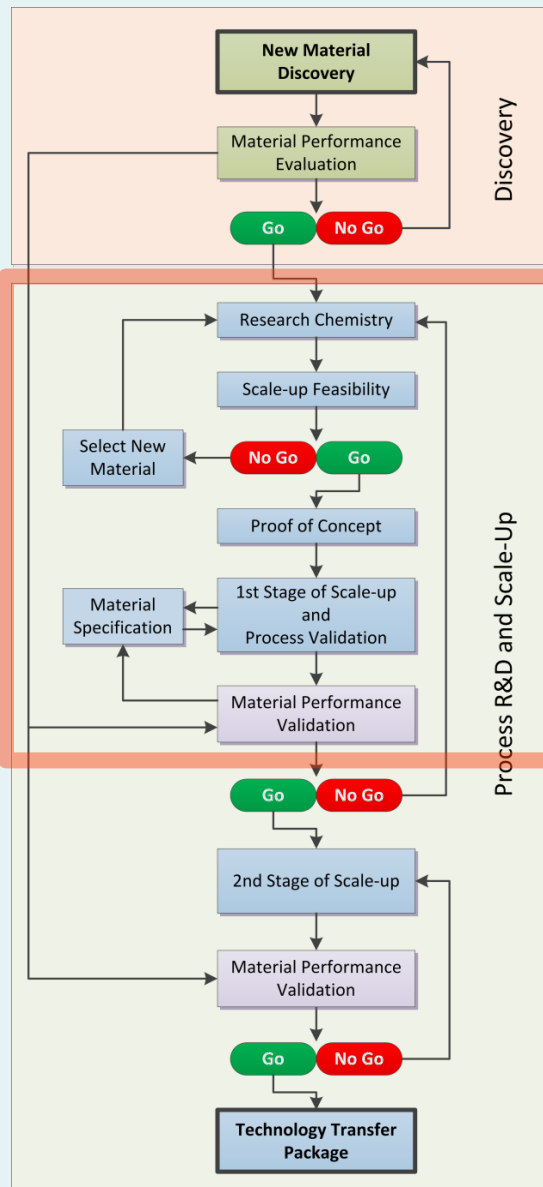 New Material
Discovery
Material Performance
Evaluation
Go
No Go
Discovery
Research Chemistry
Scale-up Feasibility
Select New
Material
No Go
Go
Proof of Concept
Material
Specification
1st Stage of Scale-up
and
Process Validation
Material Performance
Validation
Process R&D and Scale-Up
Go
No Go
2nd Stage of Scale-up
Material Performance
Validation
Go
No Go
Technology Transfer
Package